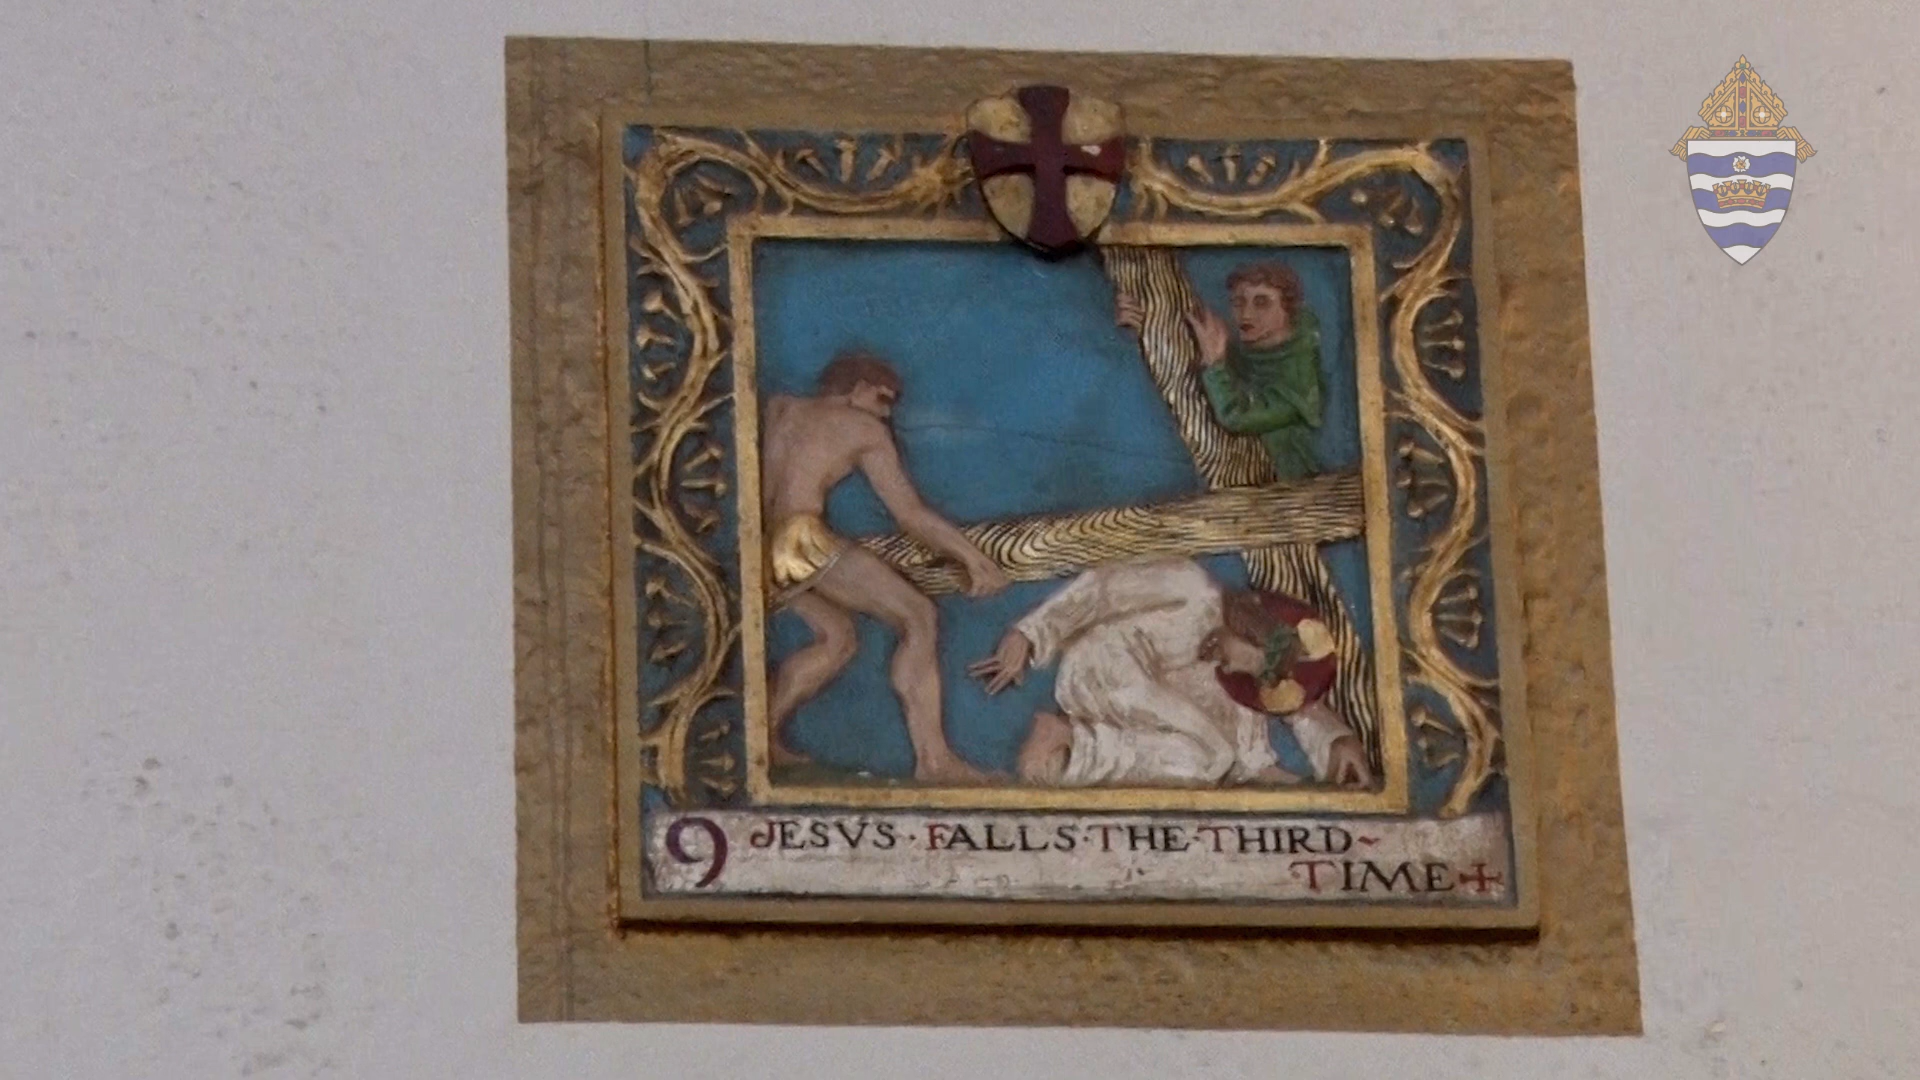 9 JESVS · FALLS · THE · THIRD ~
TIME +